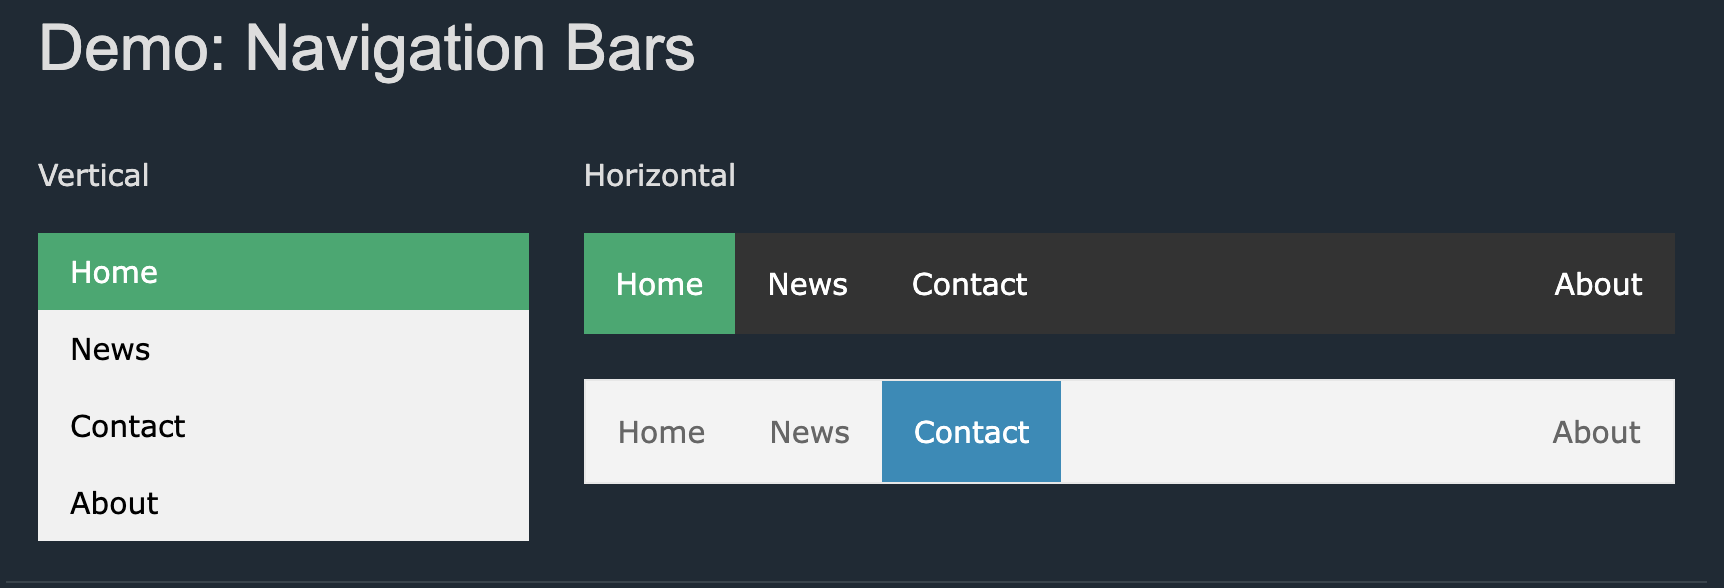 Demo: Navigation Bars
Vertical
Home
News
Contact
About
Horizontal
Home News Contact About
Home News Contact About